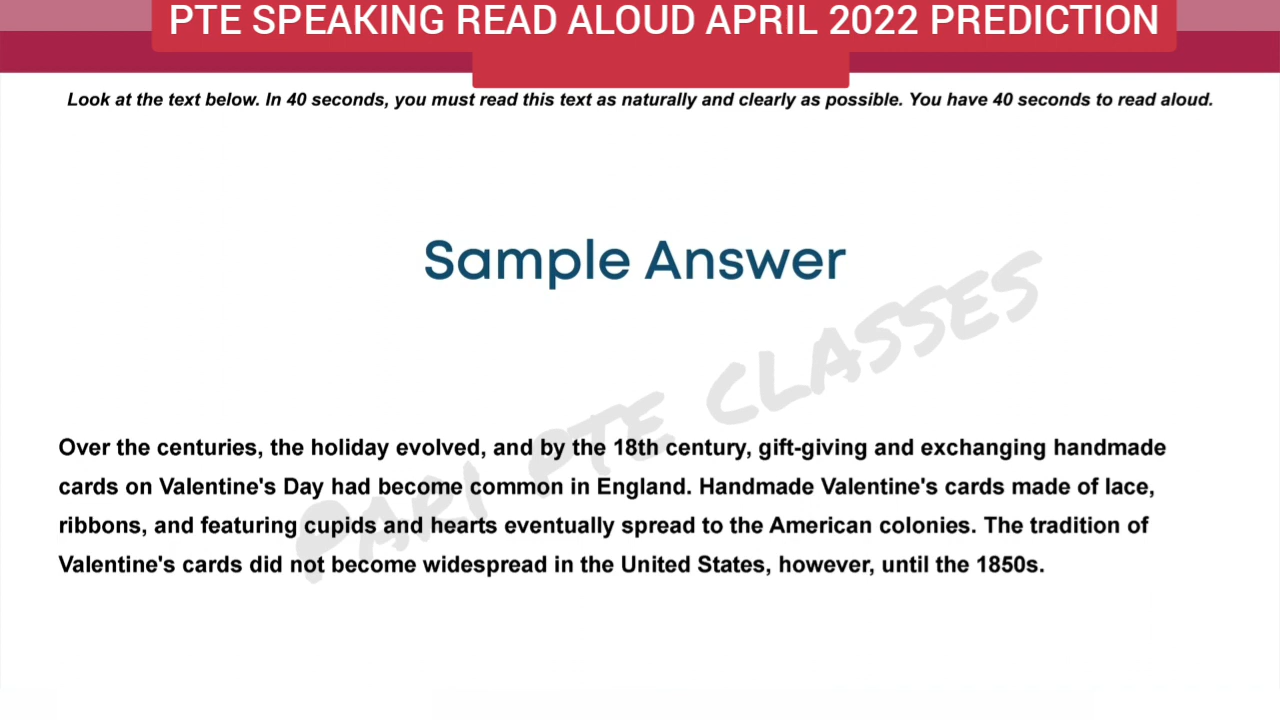 PTE SPEAKING READ ALOUD APRIL 2022 PREDICTION
Look at the text below. In 40 seconds, you must read this text as naturally and clearly as possible. You have 40 seconds to read aloud.
Sample Answer
PARI PTE CLASSES
Over the centuries, the holiday evolved, and by the 18th century, gift-giving and exchanging handmade
cards on Valentine's Day had become common in England. Handmade Valentine's cards made of lace,
ribbons, and featuring cupids and hearts eventually spread to the American colonies. The tradition of
Valentine's cards did not become widespread in the United States, however, until the 1850s.